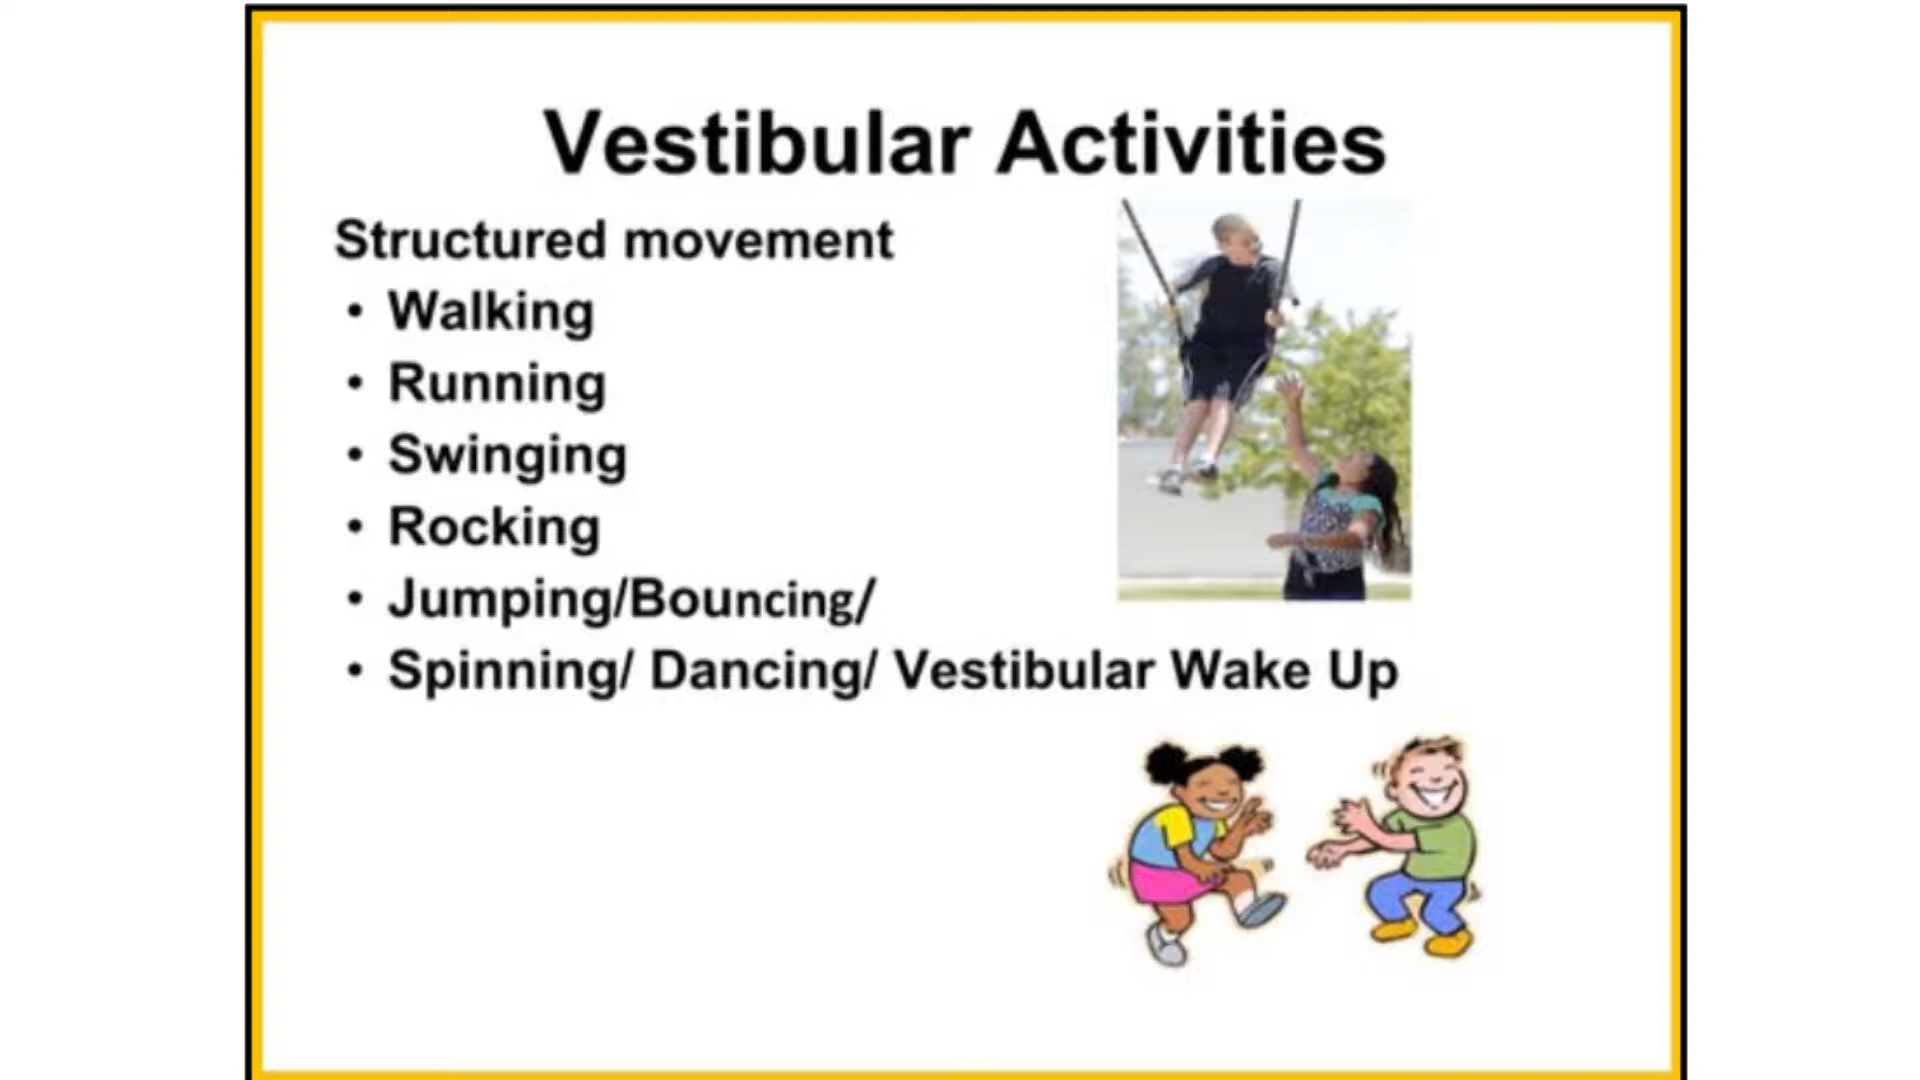 Vestibular Activities
Structured movement
• Walking
• Running
• Swinging
• Rocking
• Jumping/Bouncing/
• Spinning/ Dancing/ Vestibular Wake Up